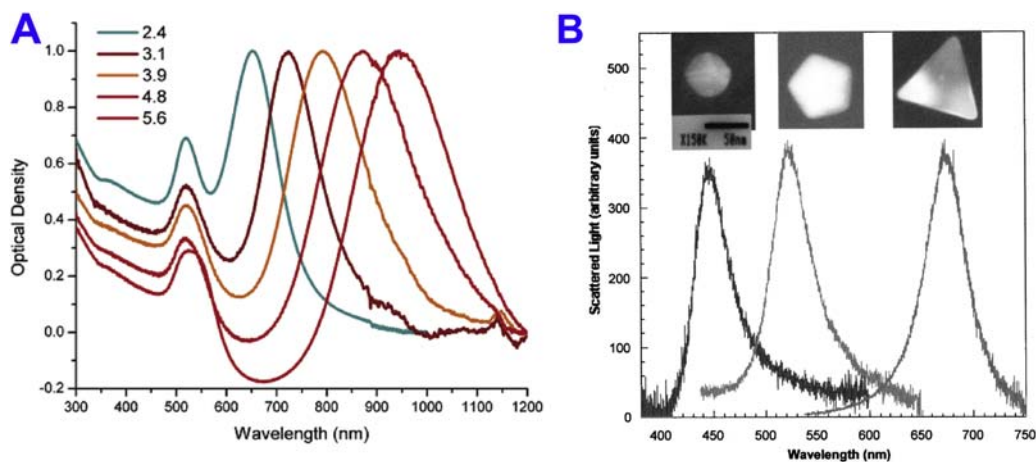 A
2.4
3.1
3.9
4.8
5.6
1.0
0.8
0.6
0.4
0.2
0.0
-0.2
Optical Density
300 400 500 600 700 800 900 1000 1100 1200
Wavelength (nm)
B
X150K 50nm
500
400
300
200
100
0
Scattered Light (arbitrary units)
400 450 500 550 600 650 700 750
Wavelength (nm)